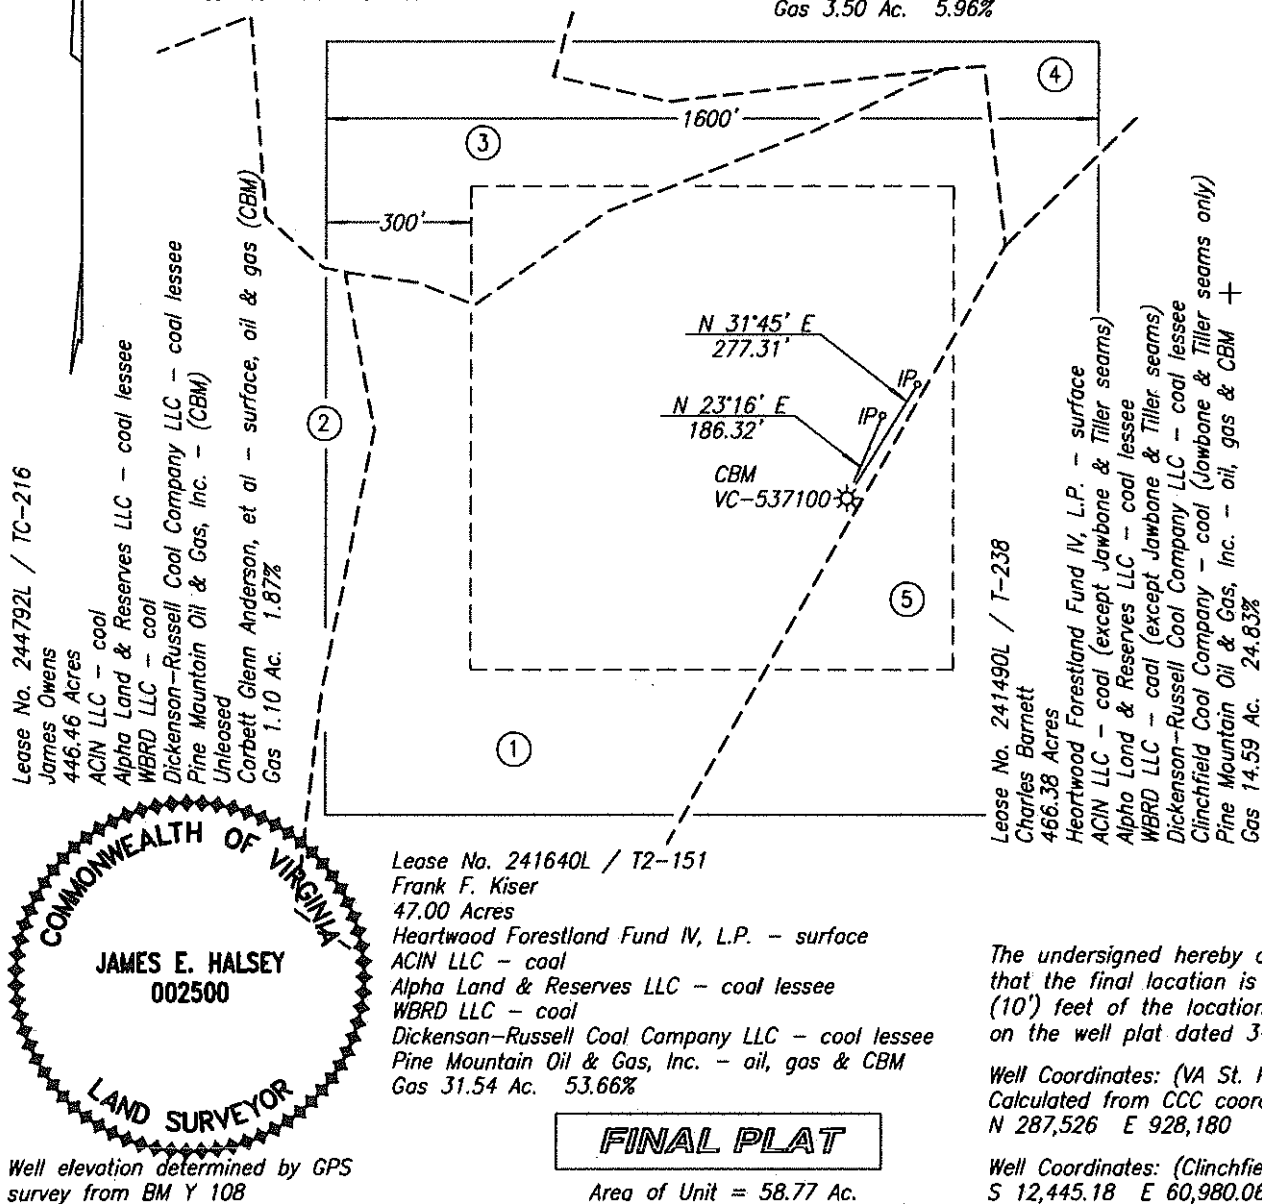 Gas 3.50 Ac. 5.96%
4
1600'
3
300'
N 31°45' E
277.31'
IP
N 23°16' E
186.32'
IP
CBM
VC-537100
2
5
1
Lease No. 244792L / TC-216
James Owens
446.46 Acres
ACIN LLC - coal
Alpha Land & Reserves LLC - coal lessee
WBRD LLC - coal
Dickenson-Russell Coal Company LLC - coal lessee
Pine Mountain Oil & Gas, Inc. - (CBM)
Unleased
Corbett Glenn Anderson, et al - surface, oil & gas (CBM)
Gas 1.10 Ac. 1.87%
Lease No. 241490L / T-238
Charles Barnett
466.38 Acres
Heartwood Forestland Fund IV, L.P. - surface
ACIN LLC - coal (except Jawbone & Tiller seams)
Alpha Land & Reserves LLC - coal lessee
WBRD LLC - coal (except Jawbone & Tiller seams)
Dickenson-Russell Coal Company LLC - coal lessee
Clinchfield Coal Company - coal (Jawbone & Tiller seams only)
Pine Mountain Oil & Gas, Inc. - oil, gas & CBM +
Gas 14.59 Ac. 24.83%
COMMONWEALTH OF VIRGINIA
JAMES E. HALSEY
002500
LAND SURVEYOR
Lease No. 241640L / T2-151
Frank F. Kiser
47.00 Acres
Heartwood Forestland Fund IV, L.P. - surface
ACIN LLC - coal
Alpha Land & Reserves LLC - coal lessee
WBRD LLC - coal
Dickenson-Russell Coal Company LLC - coal lessee
Pine Mountain Oil & Gas, Inc. - oil, gas & CBM
Gas 31.54 Ac. 53.66%
The undersigned hereby
that the final location is
(10') feet of the location
on the well plat dated 3-
Well Coordinates: (VA St.
Calculated from CCC
N 287,526 E 928,180
Well Coordinates:
S 12,445.18 E 60,980.06
FINAL PLAT
Area of Unit = 58.77 Ac.
Well elevation determined by GPS
survey from BM Y 108